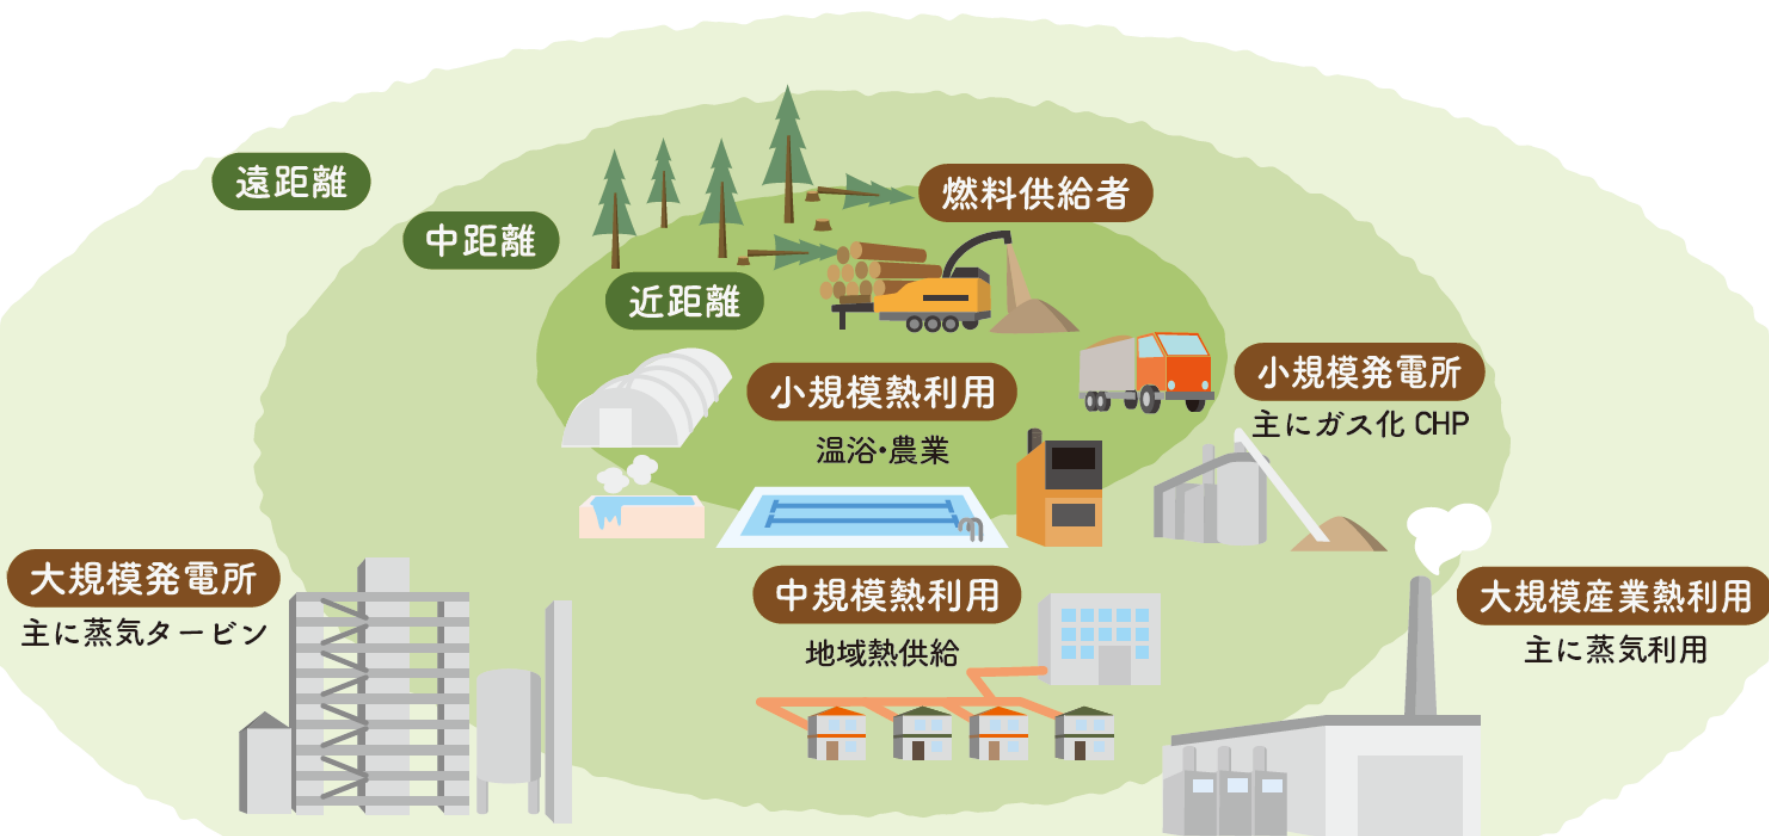 遠距離
中距離
近距離
燃料供給者
小規模熱利用
温浴・農業
小規模発電所
主にガス化 CHP
大規模発電所
主に蒸気タービン
中規模熱利用
地域熱供給
大規模産業熱利用
主に蒸気利用